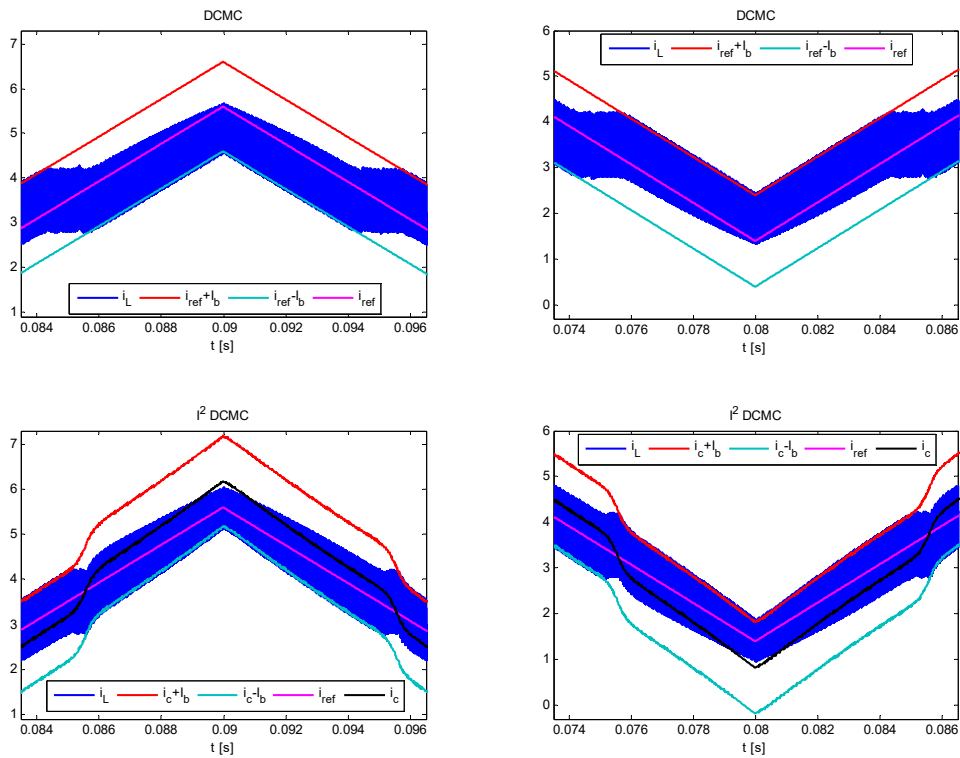 DCMC
7
6
5
4
3
2
1
i_L i_ref+I_b i_ref-I_b i_ref
0.084 0.086 0.088 0.09 0.092 0.094 0.096
t [s]
DCMC
6
5
4
3
2
1
0
i_L i_ref+I_b i_ref-I_b i_ref
0.074 0.076 0.078 0.08 0.082 0.084 0.086
t [s]
I² DCMC
7
6
5
4
3
2
1
i_L i_c+I_b i_c-I_b i_ref i_c
0.084 0.086 0.088 0.09 0.092 0.094 0.096
t [s]
I² DCMC
6
5
4
3
2
1
0
i_L i_c+I_b i_c-I_b i_ref i_c
0.074 0.076 0.078 0.08 0.082 0.084 0.086
t [s]